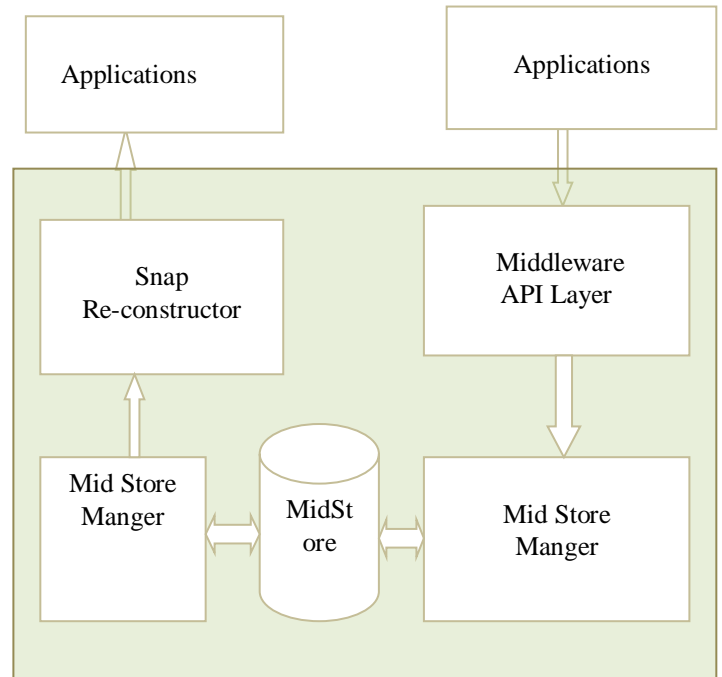 Applications
Applications
Snap
Re-constructor
Middleware
API Layer
Mid Store
Manger
MidSt
ore
Mid Store
Manger